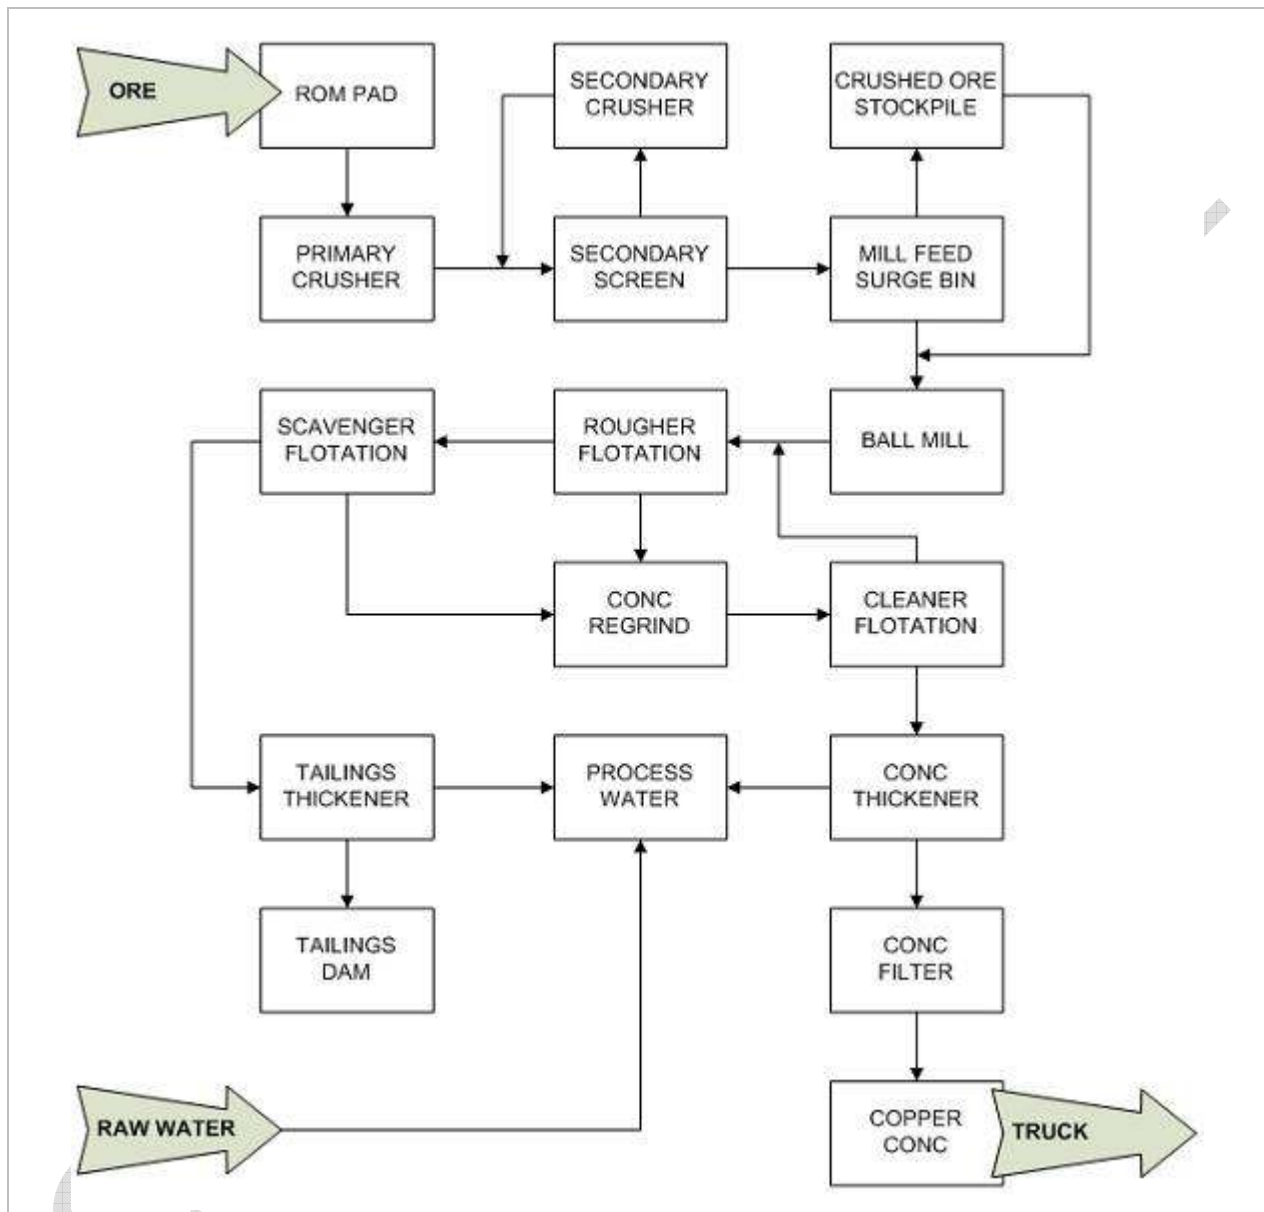 ORE
ROM PAD
SECONDARY
CRUSHER
CRUSHED ORE
STOCKPILE
PRIMARY
CRUSHER
SECONDARY
SCREEN
MILL FEED
SURGE BIN
SCAVENGER
FLOTATION
ROUGHER
FLOTATION
BALL MILL
CONC
REGRIND
CLEANER
FLOTATION
TAILINGS
THICKENER
PROCESS
WATER
CONC
THICKENER
TAILINGS
DAM
CONC
FILTER
RAW WATER
COPPER
CONC
TRUCK